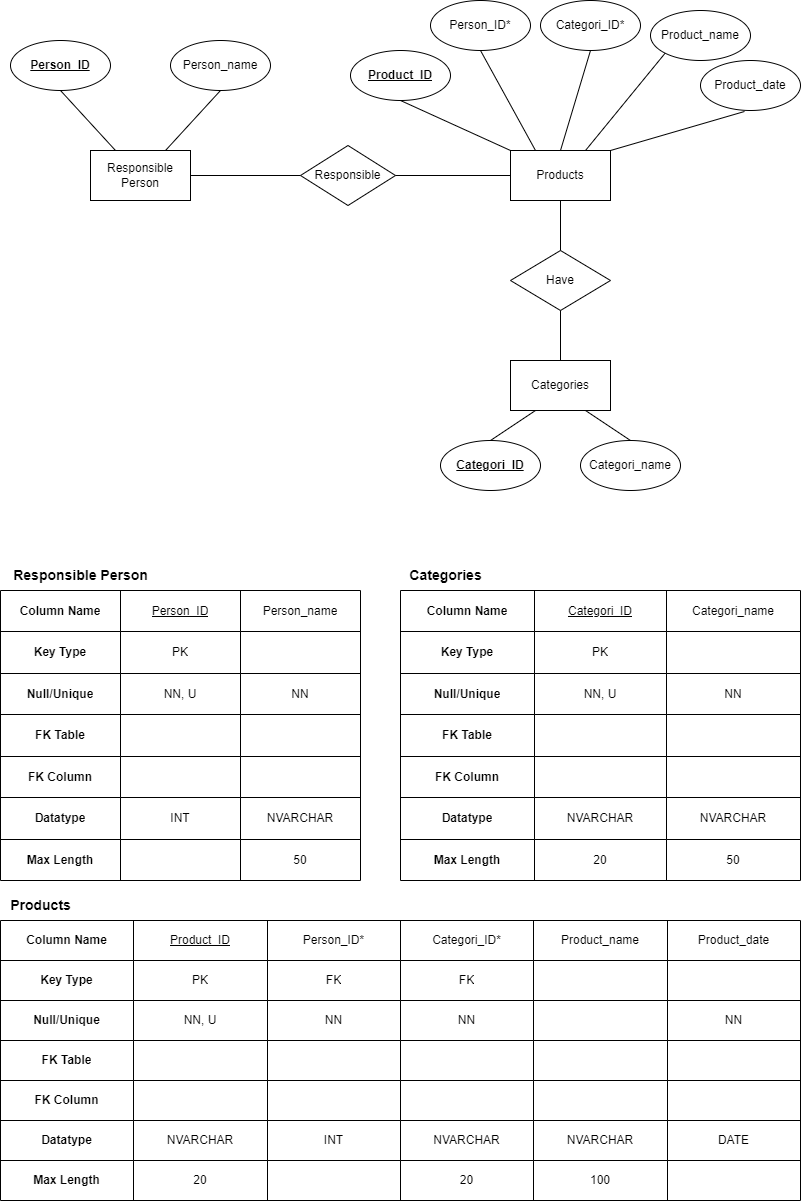 Person_ID*
Categori_ID*
Product_name
Person_ID
Person_name
Product_ID
Product_date
Responsible
Person
Responsible
Products
Have
Categories
Categori_ID
Categori_name
Responsible Person
Column Name Person_ID Person_name
Key Type PK
Null/Unique NN, U NN
FK Table
FK Column
Datatype INT NVARCHAR
Max Length 50
Categories
Column Name Categori_ID Categori_name
Key Type PK
Null/Unique NN, U NN
FK Table
FK Column
Datatype NVARCHAR NVARCHAR
Max Length 20 50
Products
Column Name Product_ID Person_ID* Categori_ID* Product_name Product_date
Key Type PK FK FK
Null/Unique NN, U NN NN NN
FK Table
FK Column
Datatype NVARCHAR INT NVARCHAR NVARCHAR DATE
Max Length 20 20 100